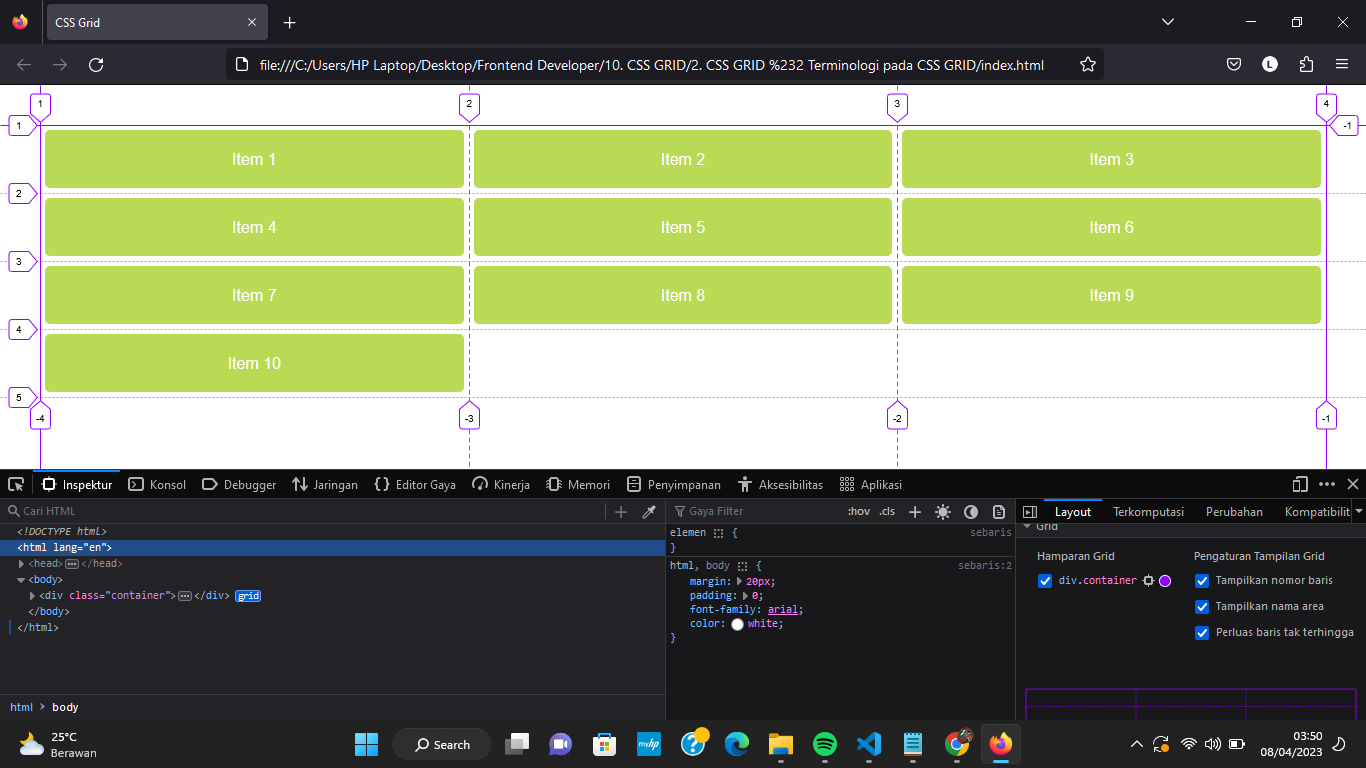 CSS Grid
file:///C:/Users/HP Laptop/Desktop/Frontend Developer/10. CSS GRID/2. CSS GRID %232 Terminologi pada CSS GRID/index.html
L
1 2 3 4
1 -1
Item 1 Item 2 Item 3
2
Item 4 Item 5 Item 6
3
Item 7 Item 8 Item 9
4
Item 10
5
-4 -3 -2 -1
Inspektur Konsol Debugger Jaringan Editor Gaya Kinerja Memori Penyimpanan Aksesibilitas Aplikasi
Cari HTML
<!DOCTYPE html>
<html lang="en">
<head> </head>
<body>
<div class="container"> </div> grid
</body>
</html>
html body
Gaya Filter :hov .cls
elemen { sebaris
}
html, body { sebaris:2
margin: 20px;
padding: 0;
font-family: arial;
color: white;
}
Layout Terkomputasi Perubahan Kompatibilit
Grid
Hamparan Grid
div.container
Pengaturan Tampilan Grid
Tampilkan nomor baris
Tampilkan nama area
Perluas baris tak terhingga
25°C
Berawan
Search
myhp
03:50
08/04/2023